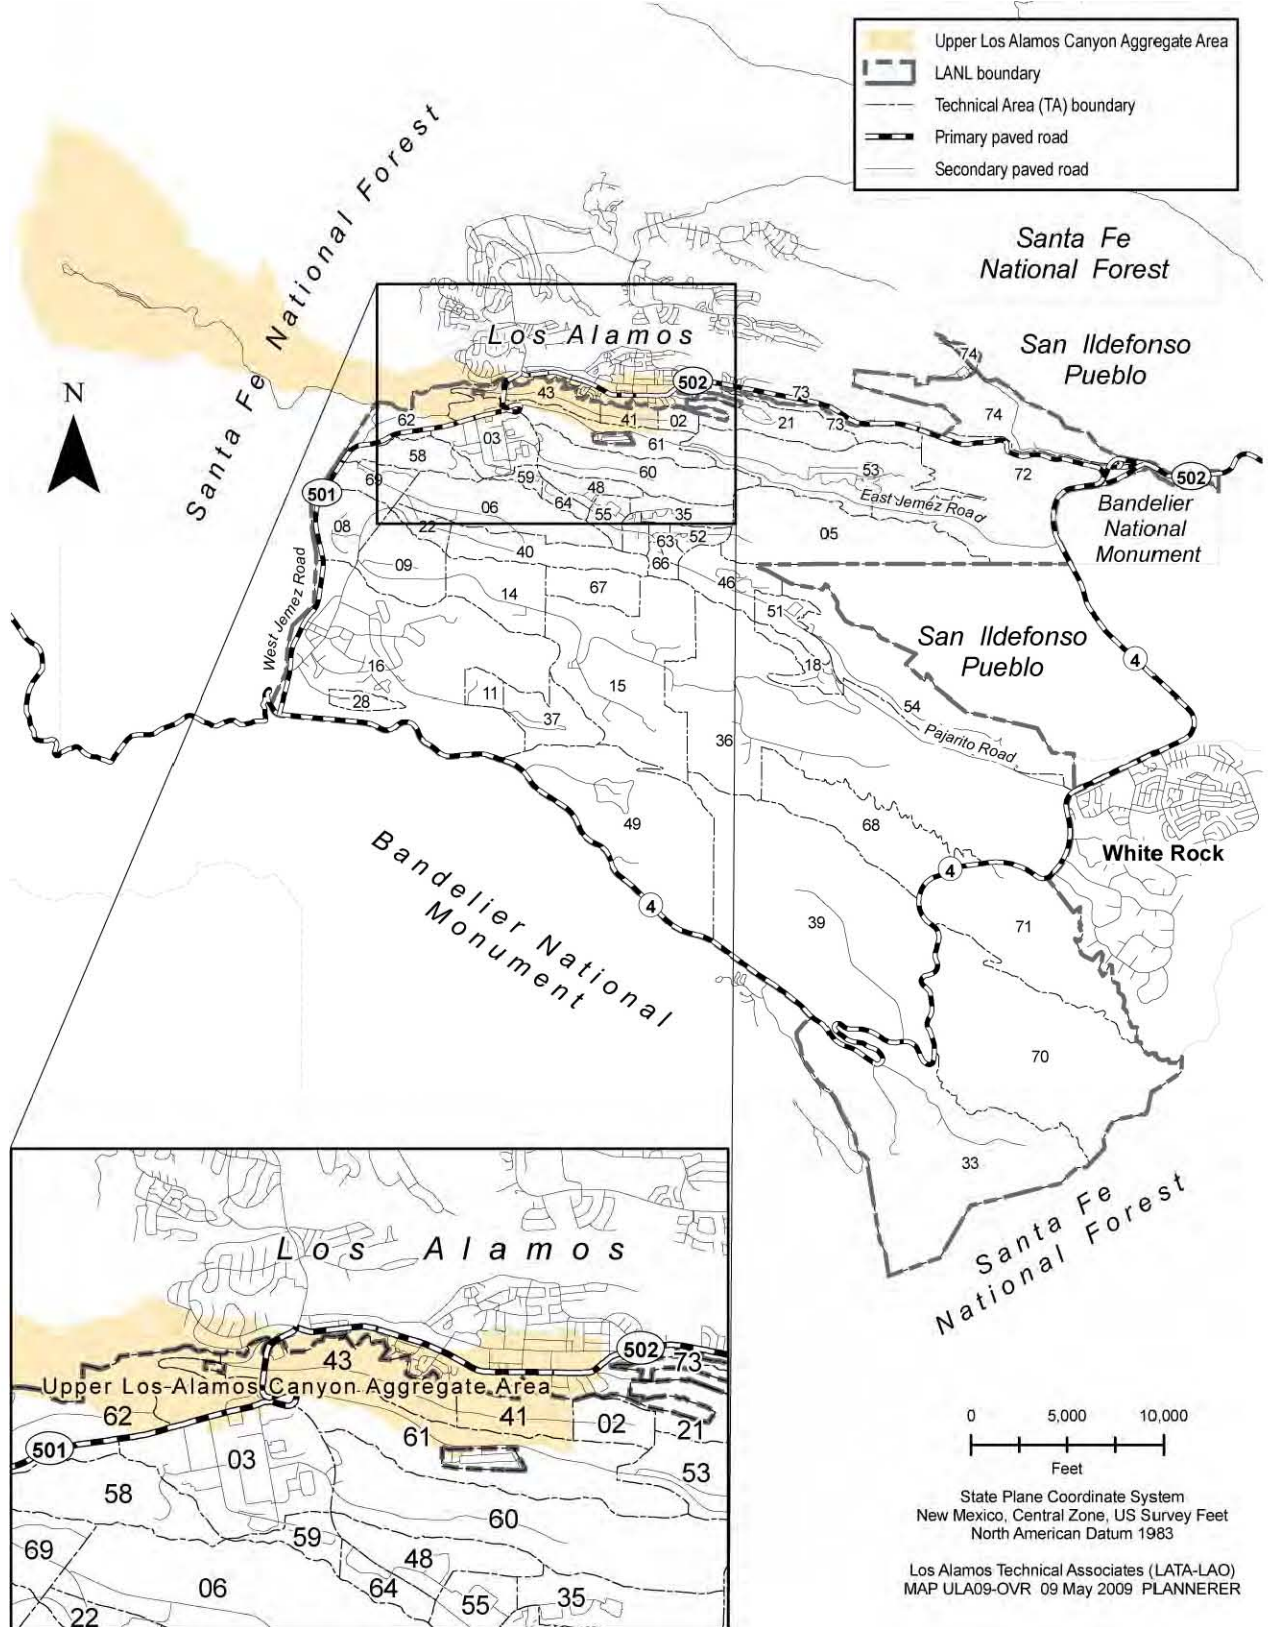 Upper Los Alamos Canyon Aggregate Area
LANL boundary
Technical Area (TA) boundary
Primary paved road
Secondary paved road
Santa Fe National Forest
Santa Fe
National Forest
San Ildefonso
Pueblo
N
Los Alamos
502
74
73
74
43
62
41
02
21
73
03
61
58
72
502
53
60
69
59
48
501
East Jemez Road
Bandelier
National
Monument
06
64
55
35
08
22
05
63
52
40
66
09
46
67
14
51
West Jemez Road
San Ildefonso
Pueblo
4
16
18
15
11
28
54
37
36
Pajarito Road
49
68
Bandelier National
Monument
White Rock
4
4
39
71
70
33
Santa Fe
National Forest
Los Alamos
502
73
43
Upper Los Alamos Canyon Aggregate Area
62
41
02
61
21
501
03
53
58
60
59
69
48
06
64
35
55
22
0 5,000 10,000
Feet
State Plane Coordinate System
New Mexico, Central Zone, US Survey Feet
North American Datum 1983
Los Alamos Technical Associates (LATA-LAO)
MAP ULA09-OVR 09 May 2009 PLANNERER